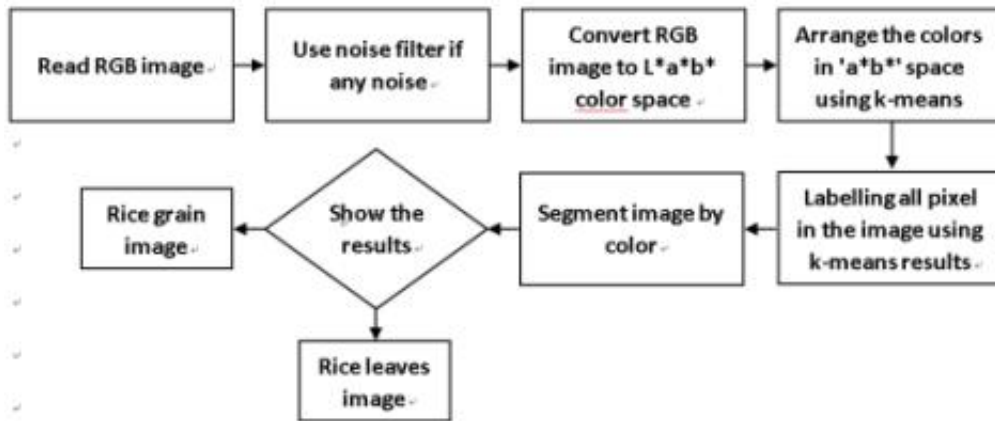 Read RGB image
Use noise filter if
any noise
Convert RGB
image to L*a*b*
color space
Arrange the colors
in 'a*b*' space
using k-means
Labelling all pixel
in the image using
k-means results
Segment image by
color
Show the
results
Rice grain
image
Rice leaves
image